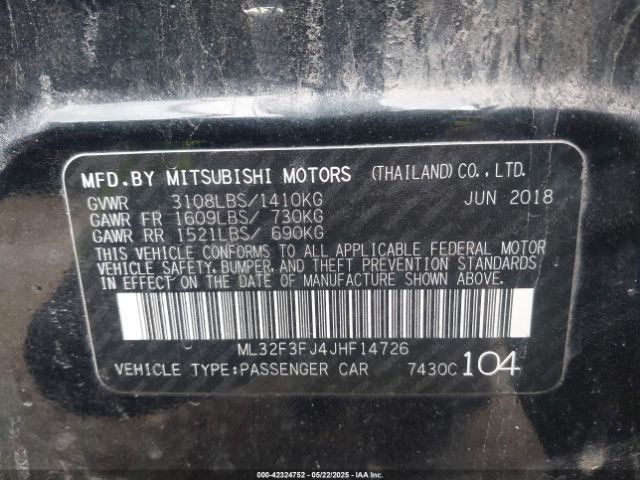 MFD.BY MITSUBISHI MOTORS (THAILAND)CO.,LTD.
GVWR 3108LBS/1410KG JUN 2018
GAWR FR 1609LBS/ 730KG
GAWR RR 1521LBS/ 690KG
THIS VEHICLE CONFORMS TO ALL APPLICABLE FEDERAL MOTOR
VEHICLE SAFETY, BUMPER, AND THEFT PREVENTION STANDARDS
IN EFFECT ON THE DATE OF MANUFACTURE SHOWN ABOVE.
ML32F3FJ4JHF14726
VEHICLE TYPE:PASSENGER CAR 7430C 104
000-42324752 - 05/22/2025 - IAA Inc.